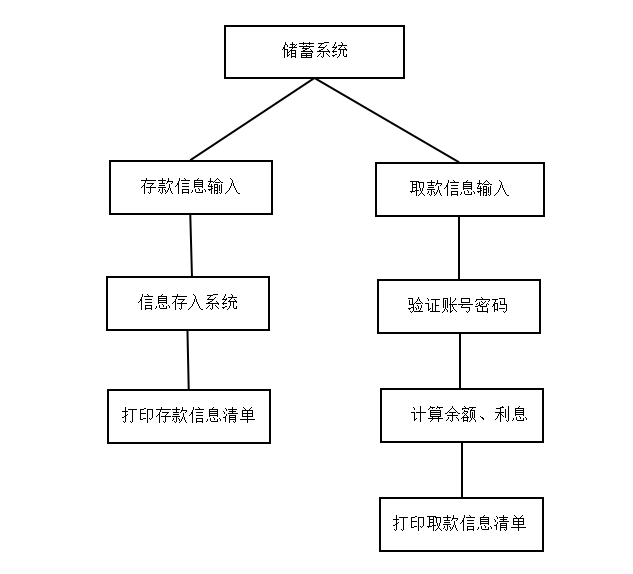 储蓄系统
存款信息输入
取款信息输入
信息存入系统
验证账号密码
打印存款信息清单
计算余额、利息
打印取款信息清单